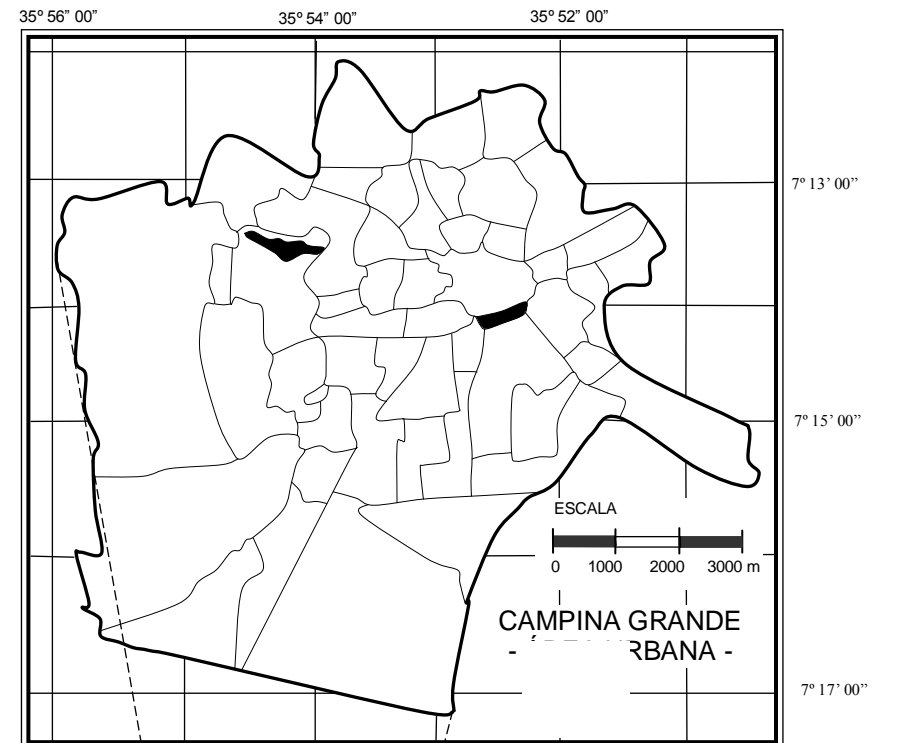 35º 56” 00” 35º 54” 00” 35º 52” 00”
7º 13’ 00”
7º 15’ 00”
ESCALA
0 1000 2000 3000 m
CAMPINA GRANDE
- RBANA -
7º 17’ 00”